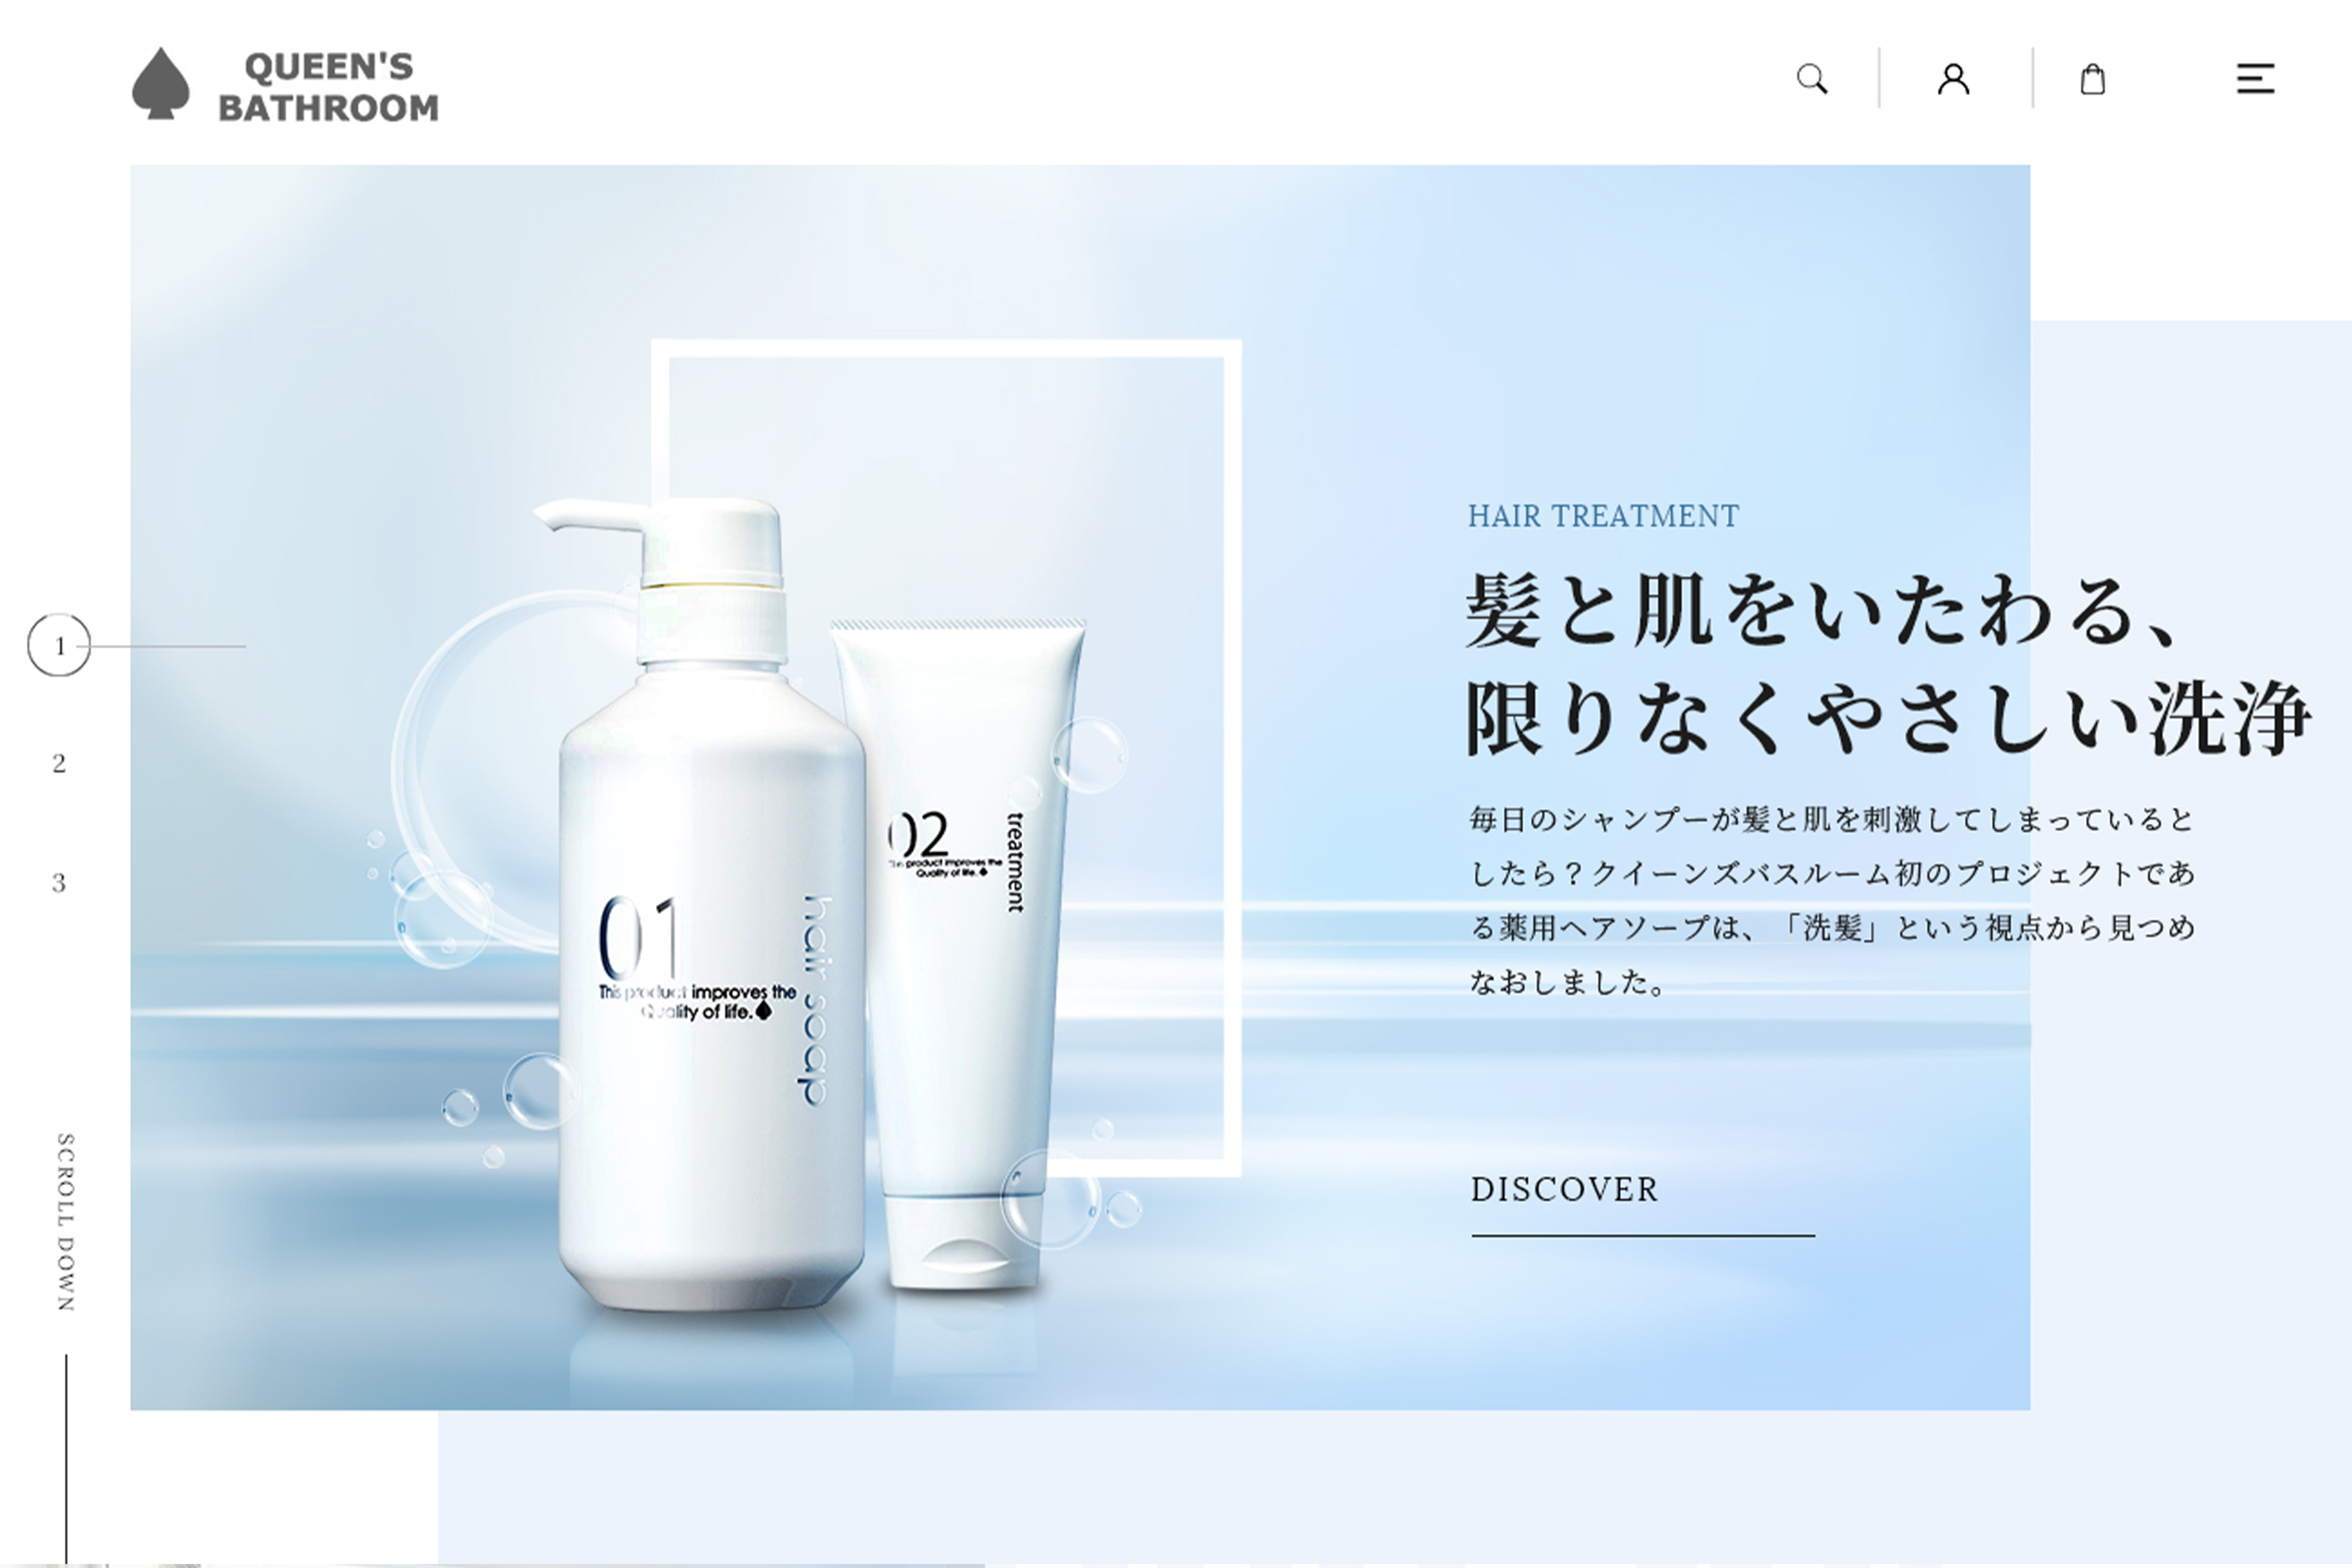 QUEEN'S
BATHROOM
HAIR TREATMENT
髪と肌をいたわる、
限りなくやさしい洗浄
毎日のシャンプーが髪と肌を刺激してしまっていると
したら？クイーンズバスルーム初のプロジェクトであ
る薬用ヘアソープは、「洗髪」という視点から見つめ
なおしました。
DISCOVER
1
2
3
SCROLL DOWN
01
This product improves the
Quality of life.
hair soap
02
This product improves the
Quality of life.
treatment